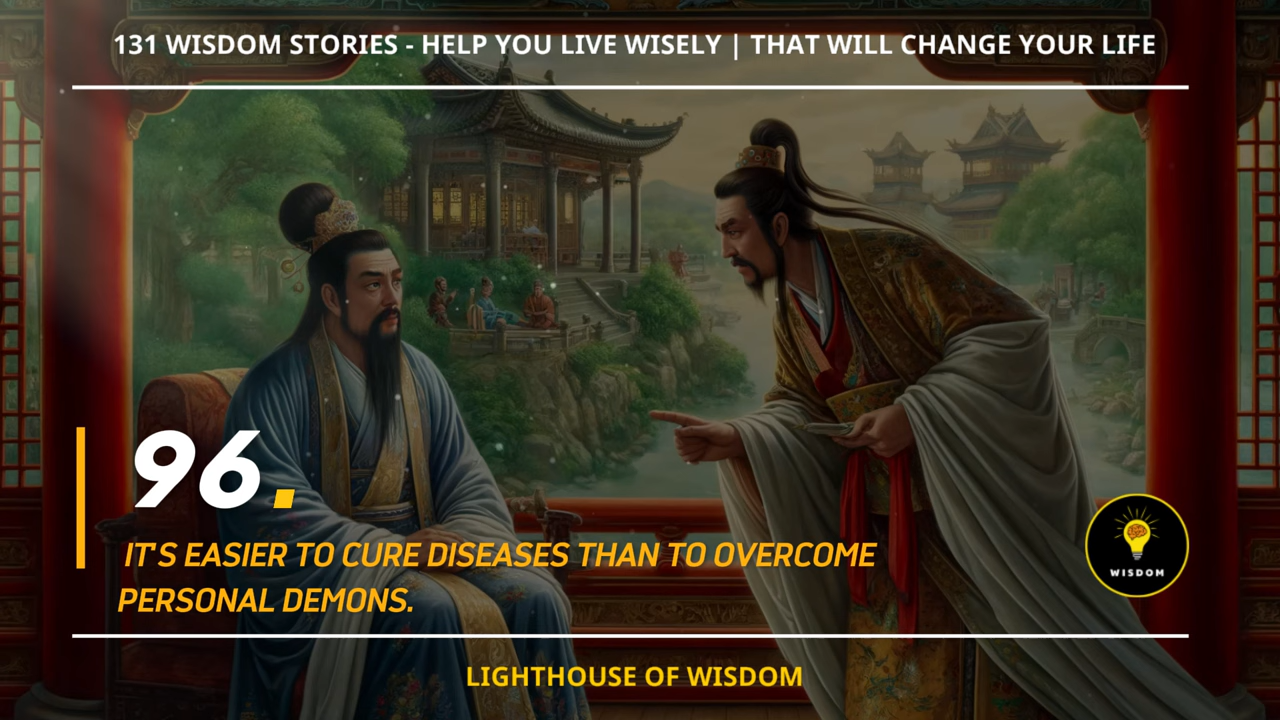 131 WISDOM STORIES - HELP YOU LIVE WISELY | THAT WILL CHANGE YOUR LIFE
96.
IT'S EASIER TO CURE DISEASES THAN TO OVERCOME
PERSONAL DEMONS.
WISDOM
LIGHTHOUSE OF WISDOM